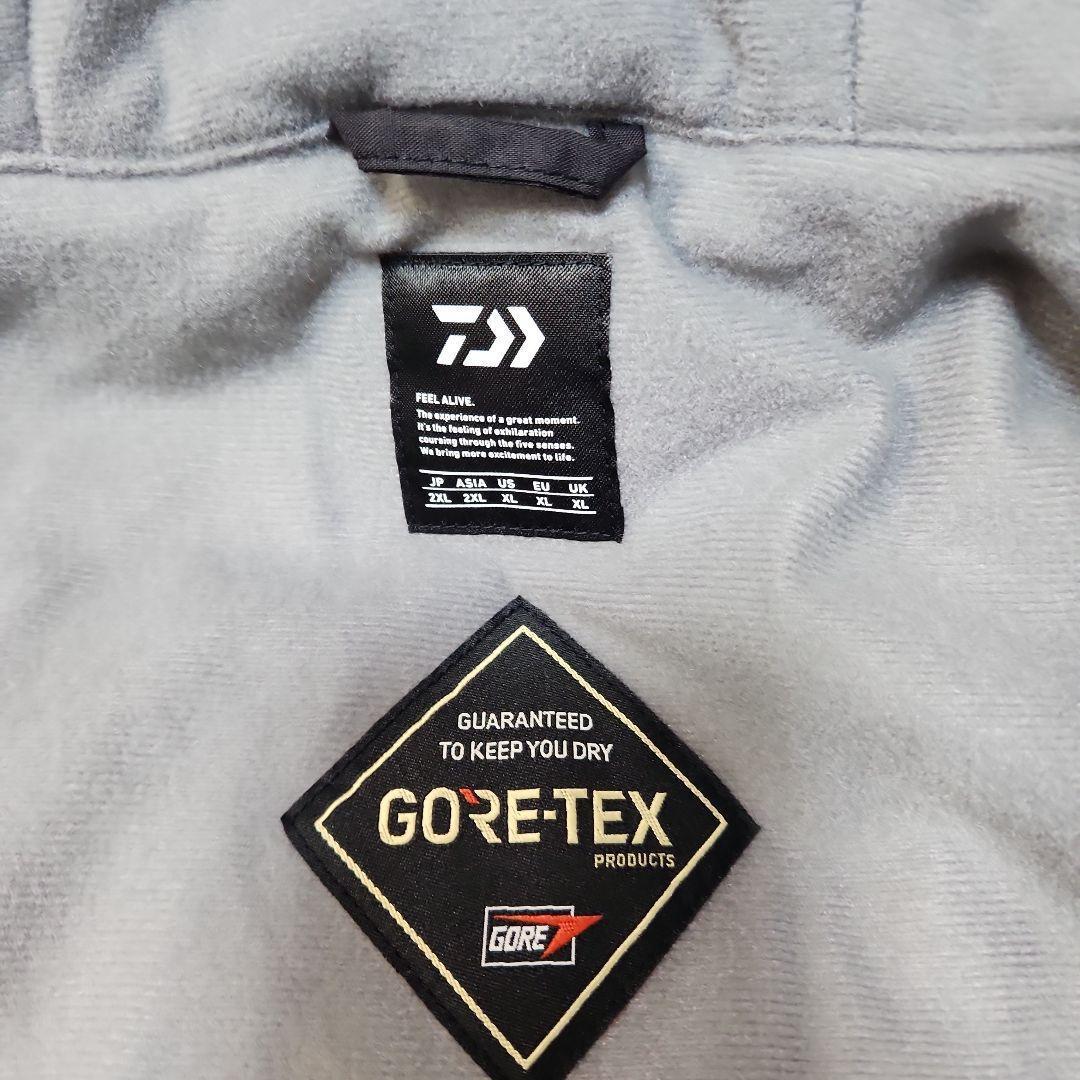 FEEL ALIVE.
The experience of a great moment.
It's the feeling of exhilaration
coursing through the five senses.
We bring more excitement to life.
JP ASIA US EU UK
2XL 2XL XL XL XL
GUARANTEED
TO KEEP YOU DRY
GORE-TEX
PRODUCTS
GORE